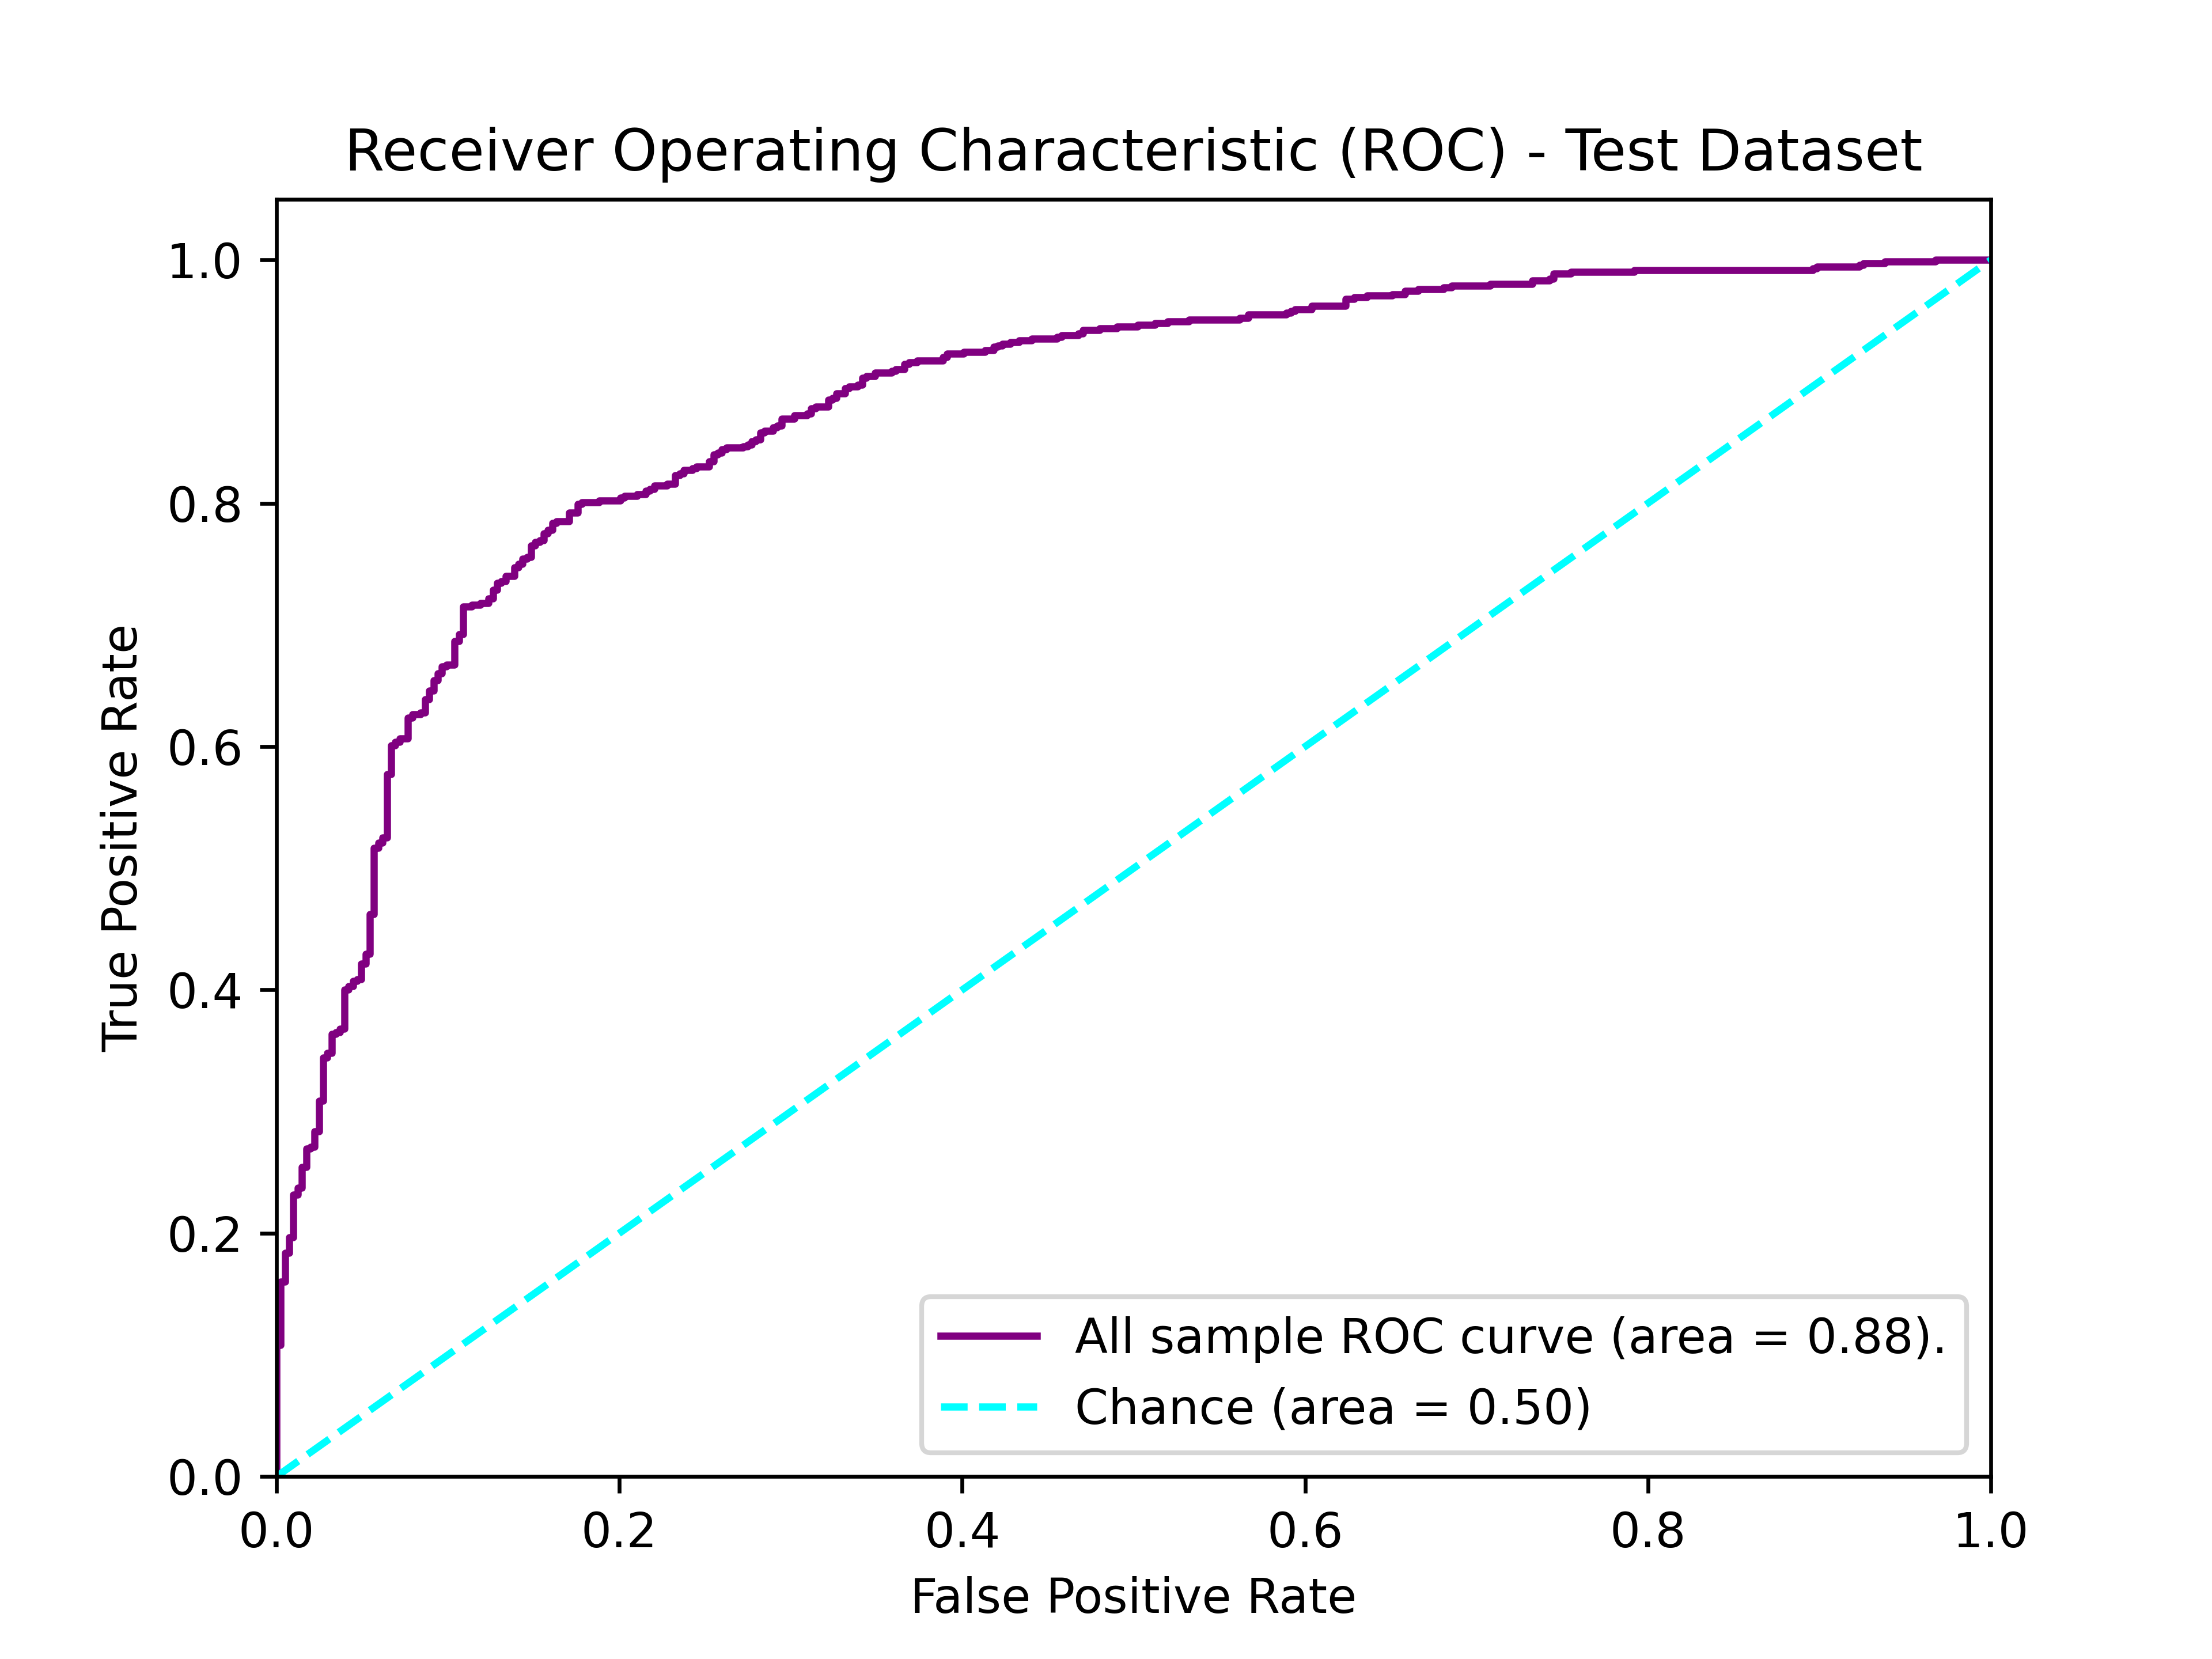 Receiver Operating Characteristic (ROC) - Test Dataset
True Positive Rate
1.0
0.8
0.6
0.4
0.2
0.0
All sample ROC curve (area = 0.88).
Chance (area = 0.50)
0.0 0.2 0.4 0.6 0.8 1.0
False Positive Rate